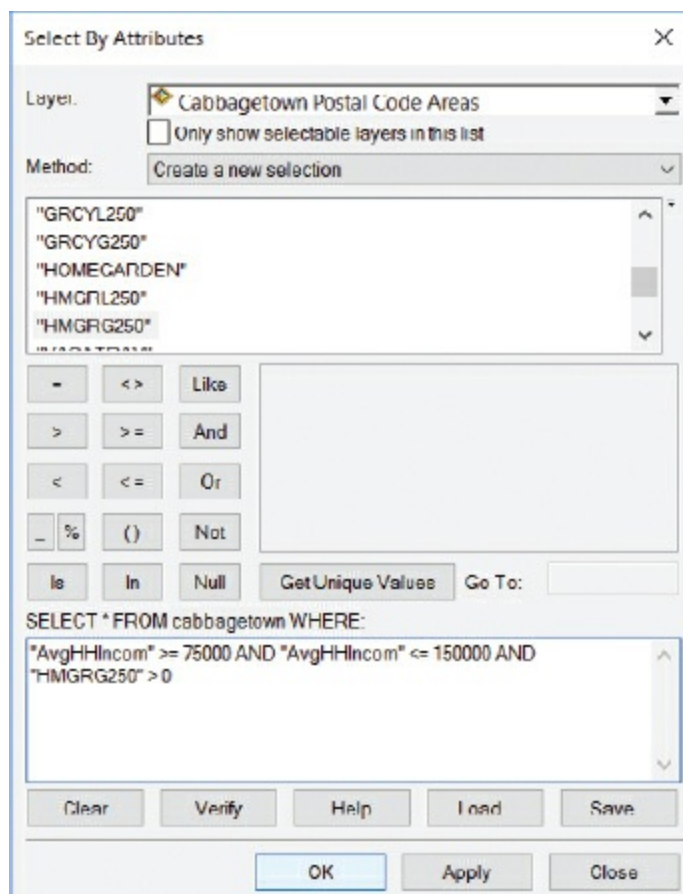 Select By Attributes
Layer:
Cabbagetown Postal Code Areas
Only show selectable layers in this list
Method:
Create a new selection
"GRCYL250"
"GRCYG250"
"HOMEGARDEN"
"HMGRL250"
"HMGRG250"
= <> Like
> >= And
< <= Or
_ % () Not
Is In Null Get Unique Values Go To:
SELECT * FROM cabbagetown WHERE:
"AvgHHIncom" >= 75000 AND "AvgHHIncom" <= 150000 AND
"HMGRG250" > 0
Clear Verify Help Load Save
OK Apply Close